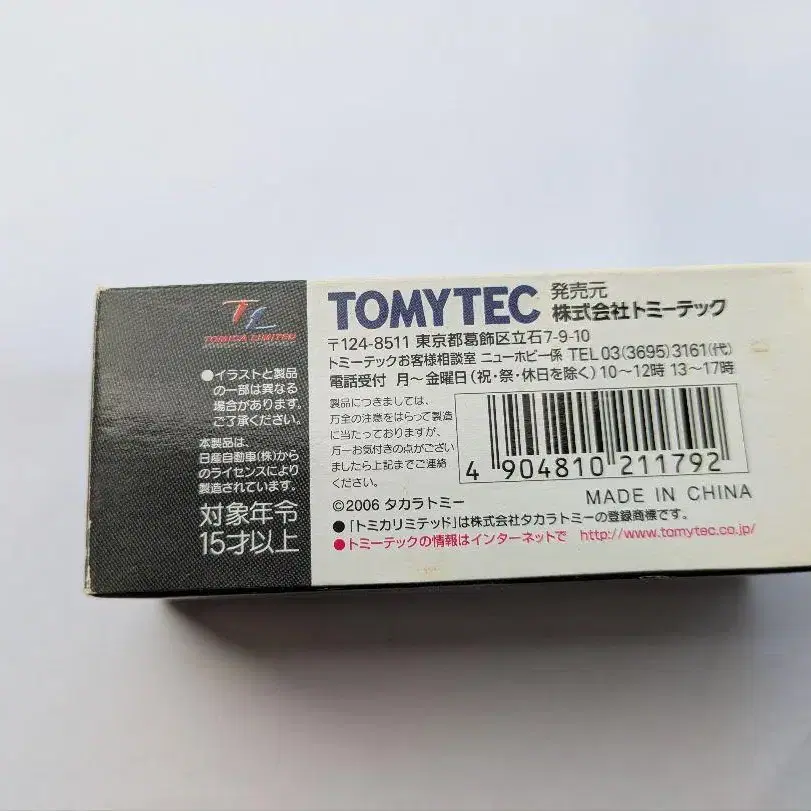 TL
TOMICA LIMITED
●イラストと製品
の一部は異なる
場合があります。
ご了承ください。
本製品は、
日産自動車(株)から
のライセンスにより
製造されています。
対象年令
15才以上
TOMYTEC 発売元
株式会社トミーテック
〒124-8511 東京都葛飾区立石7-9-10
トミーテックお客様相談室 ニューホビー係 TEL 03(3695)3161(代)
電話受付 月〜金曜日(祝・祭・休日を除く) 10〜12時 13〜17時
製品につきましては、
万全の注意をはらって製造
に当たっておりますが、
万一お気付きの点がござい
ましたら上記までご連絡
ください。
4 904810 211792
©2006 タカラトミー
MADE IN CHINA
●「トミカリミテッド」は株式会社タカラトミーの登録商標です。
●トミーテックの情報はインターネットで http://www.tomytec.co.jp/